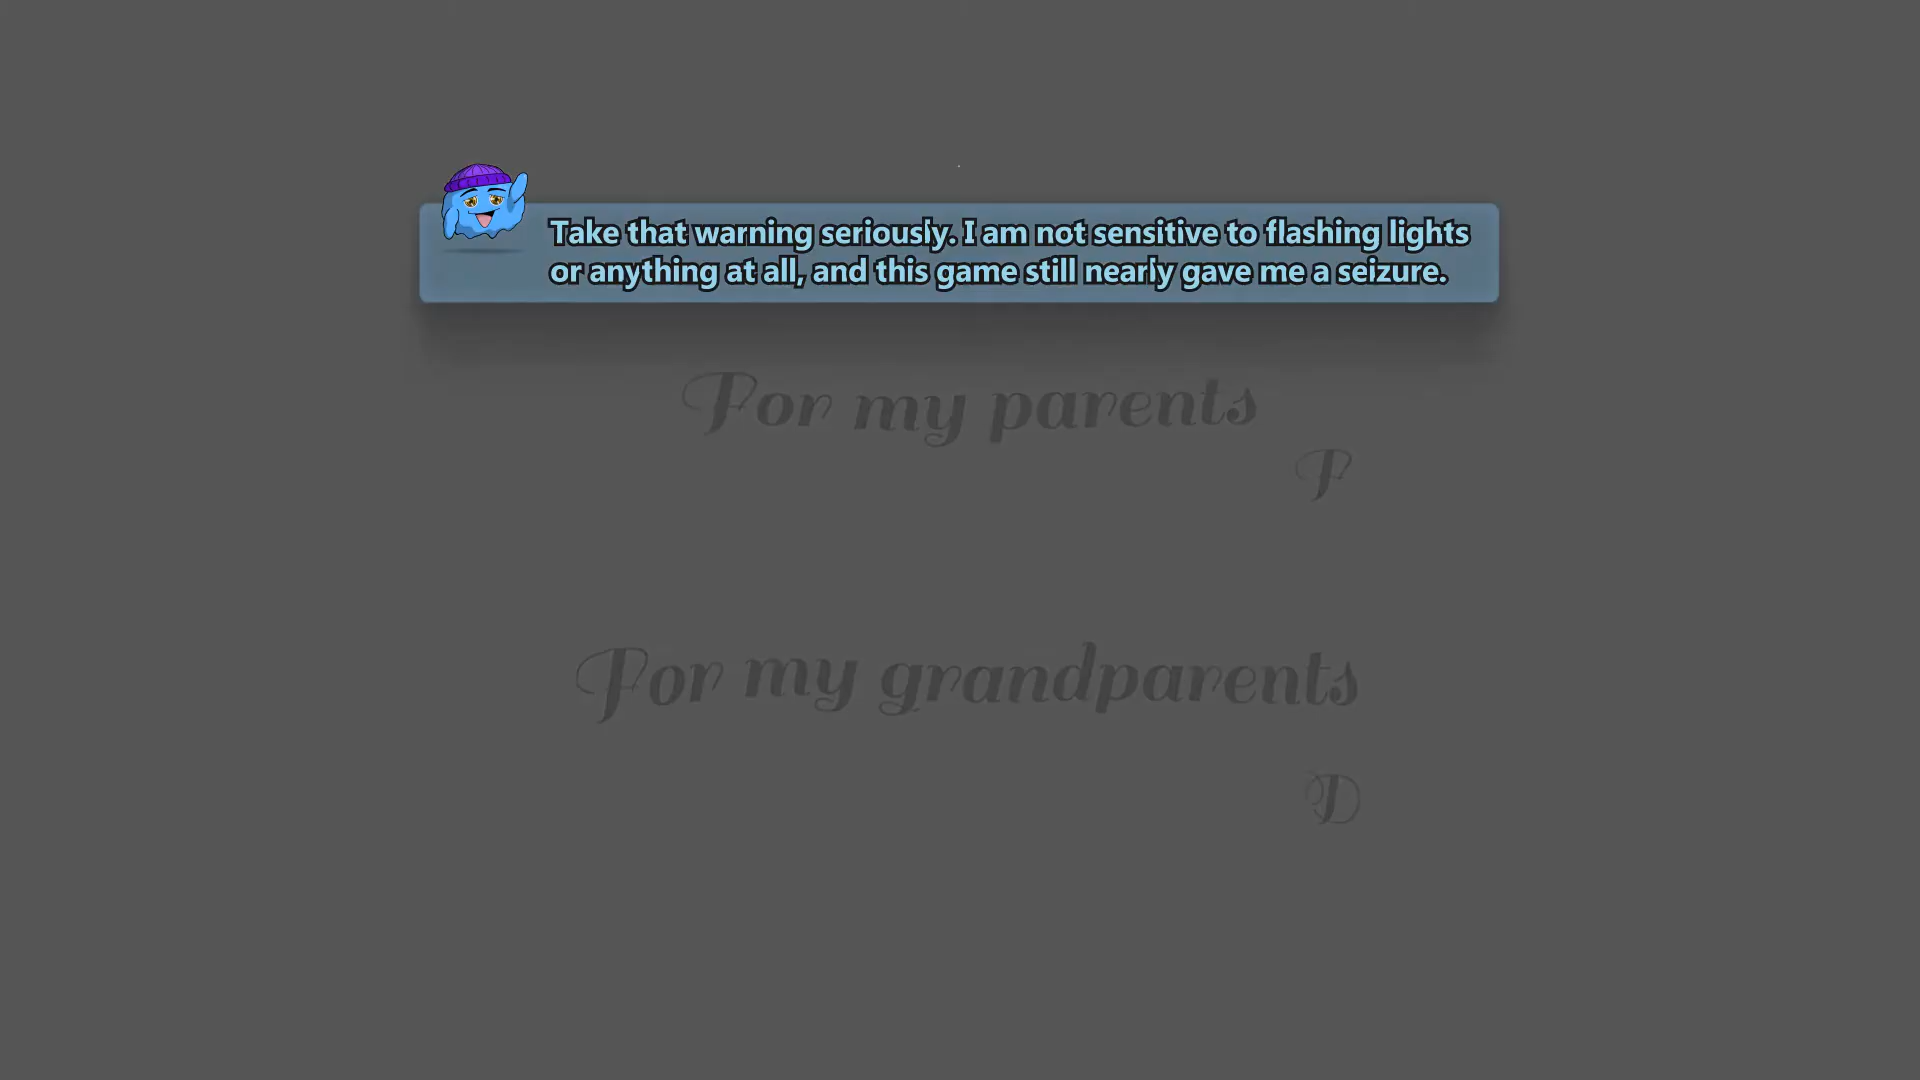 Take that warning seriously. I am not sensitive to flashing lights
or anything at all, and this game still nearly gave me a seizure.
For my parents
F
For my grandparents
D